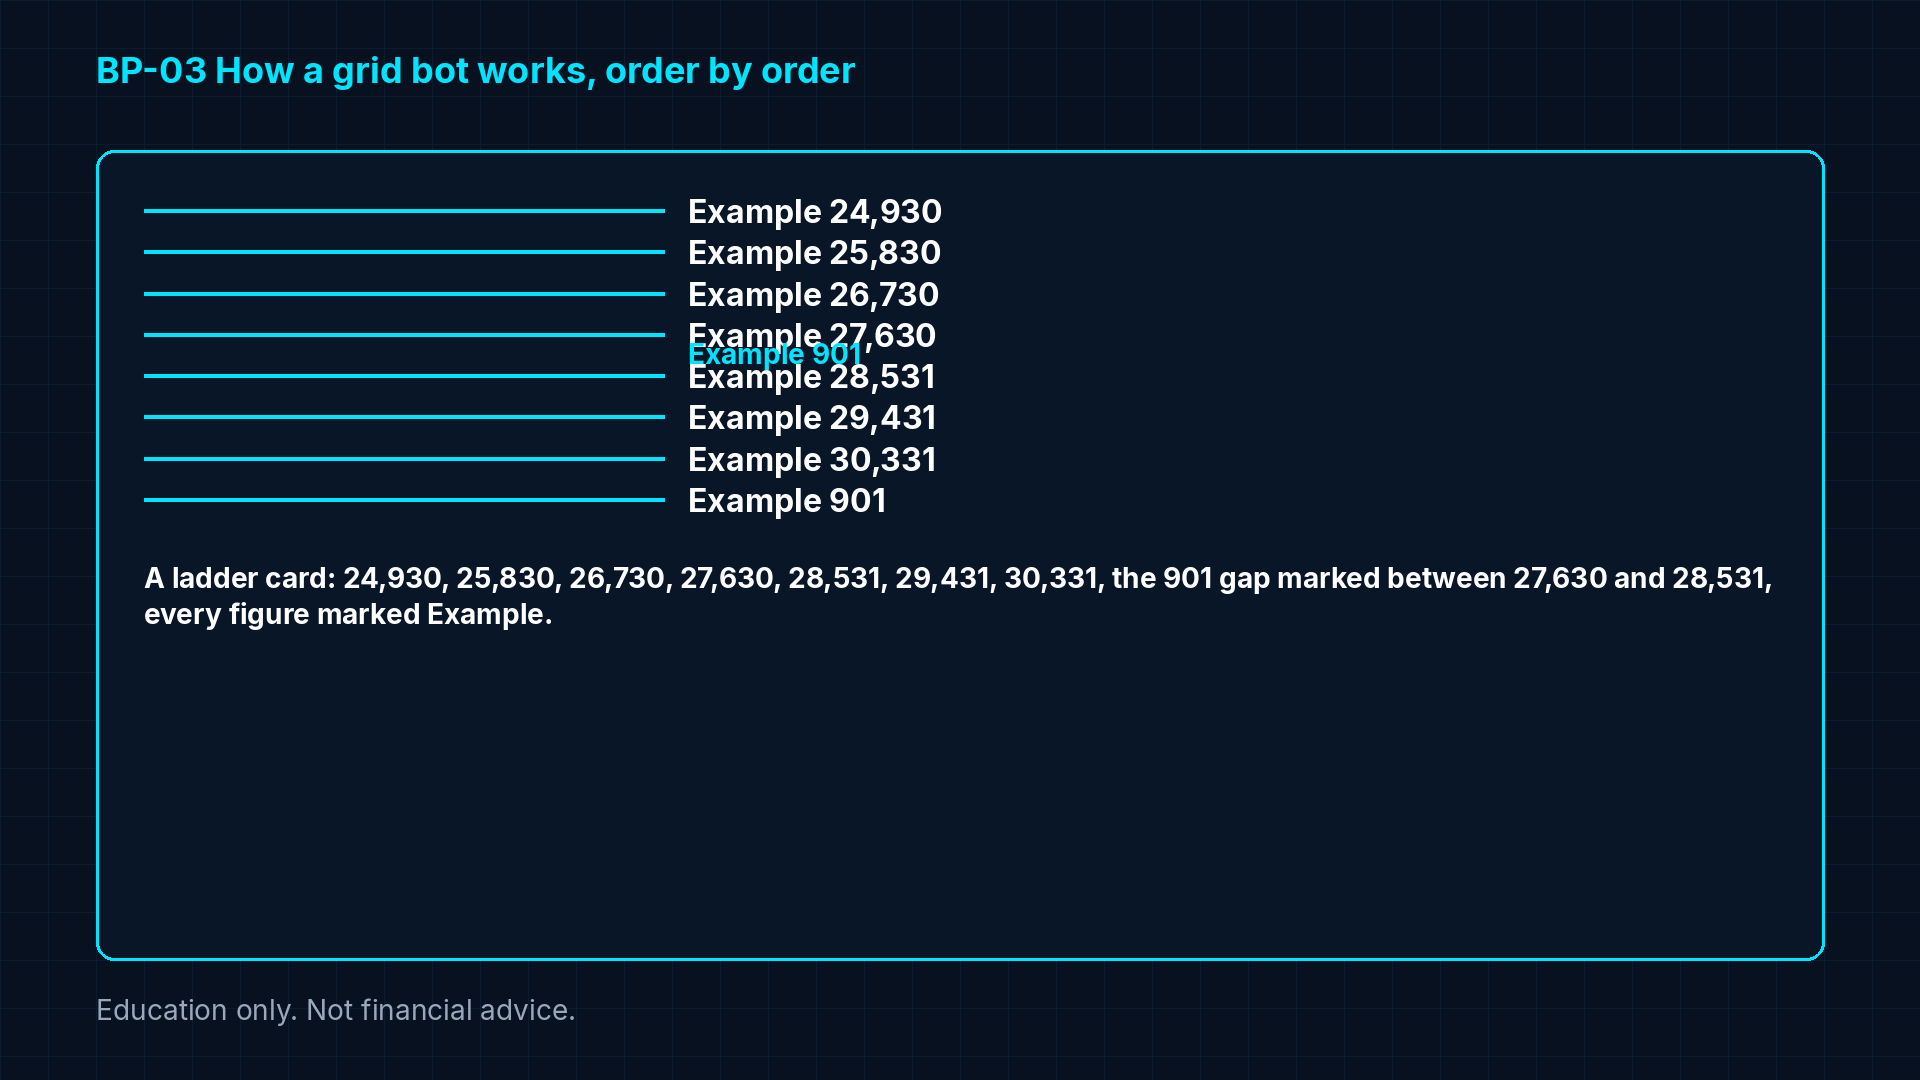 BP-03 How a grid bot works, order by order
Example 24,930
Example 25,830
Example 26,730
Example 27,630
Example 901
Example 28,531
Example 29,431
Example 30,331
Example 901
A ladder card: 24,930, 25,830, 26,730, 27,630, 28,531, 29,431, 30,331, the 901 gap marked between 27,630 and 28,531,
every figure marked Example.
Education only. Not financial advice.